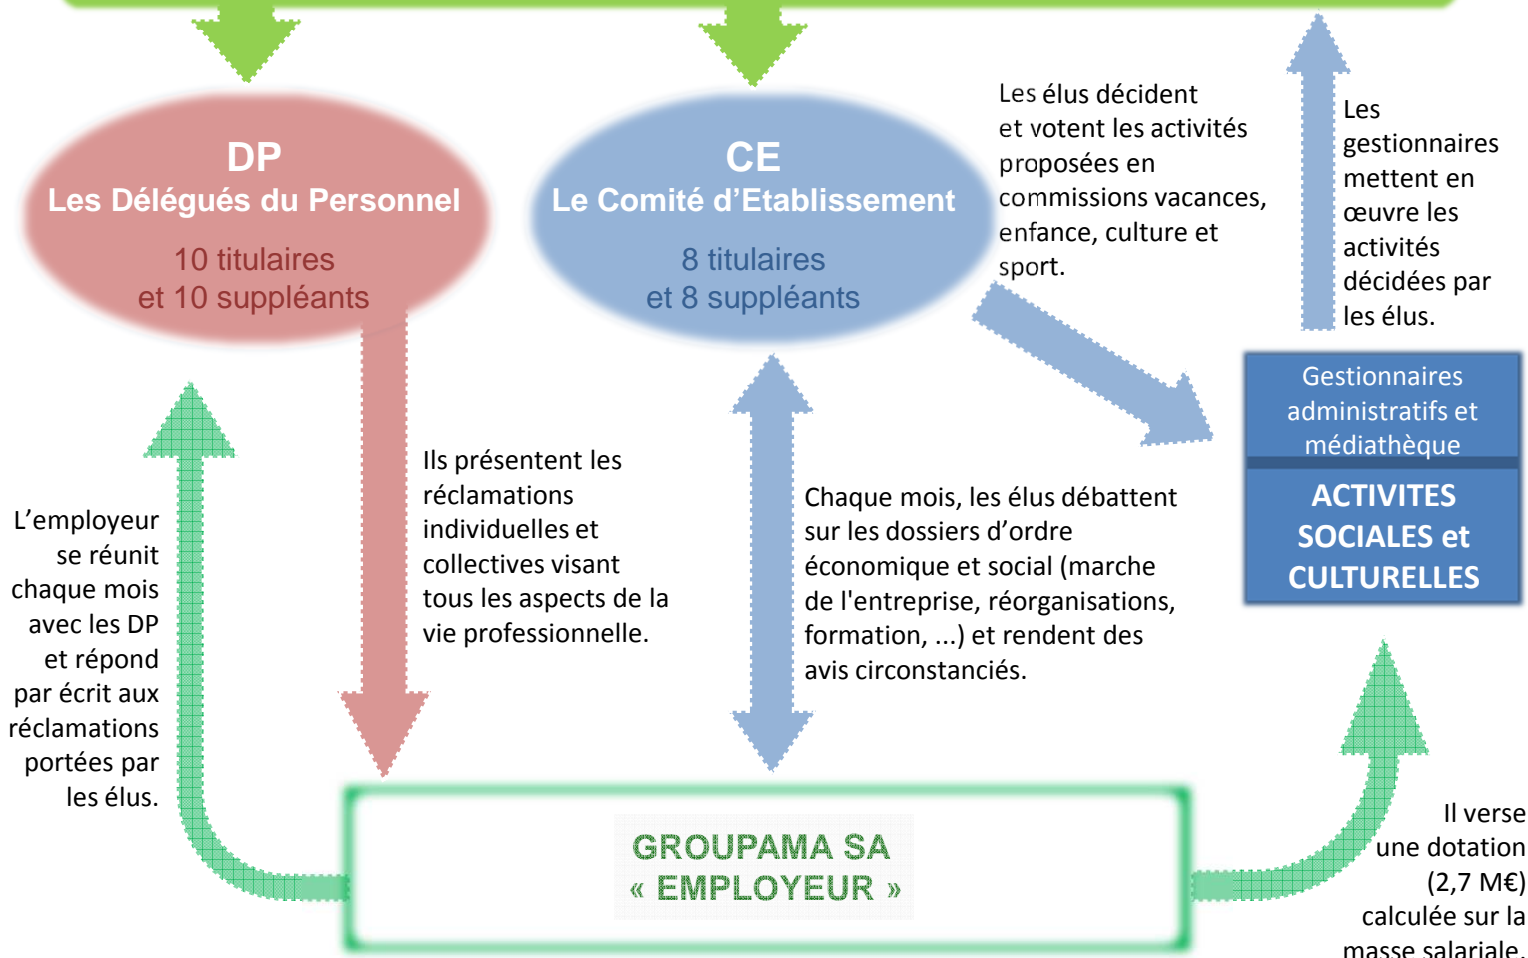 DP
Les Délégués du Personnel
10 titulaires
et 10 suppléants
CE
Le Comité d'Etablissement
8 titulaires
et 8 suppléants
Les élus décident
et votent les activités
proposées en
commissions vacances,
enfance, culture et
sport.
Les
gestionnaires
mettent en
œuvre les
activités
décidées par
les élus.
Gestionnaires
administratifs et
médiathèque
ACTIVITES
SOCIALES et
CULTURELLES
L’employeur
se réunit
chaque mois
avec les DP
et répond
par écrit aux
réclamations
portées par
les élus.
Ils présentent les
réclamations
individuelles et
collectives visant
tous les aspects de la
vie professionnelle.
Chaque mois, les élus débattent
sur les dossiers d’ordre
économique et social (marche
de l'entreprise, réorganisations,
formation, ...) et rendent des
avis circonstanciés.
GROUPAMA SA
« EMPLOYEUR »
Il verse
une dotation
(2,7 M€)
calculée sur la
masse salariale.